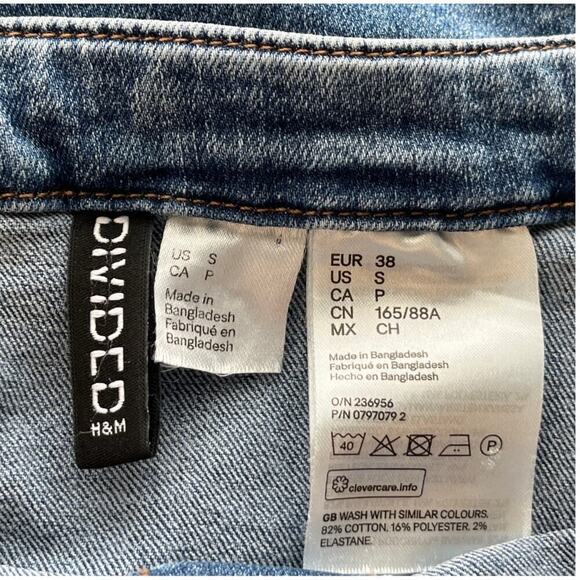 DIVIDED
H&M
US S
CA P
Made in
Bangladesh
Fabriqué en
Bangladesh
EUR 38
US S
CA P
CN 165/88A
MX CH
Made in Bangladesh
Fabriqué en Bangladesh
Hecho en Bangladesh
O/N 236956
P/N 0797079 2
40 P
clevercare.info
GB WASH WITH SIMILAR COLOURS.
82% COTTON. 16% POLYESTER. 2%
ELASTANE.